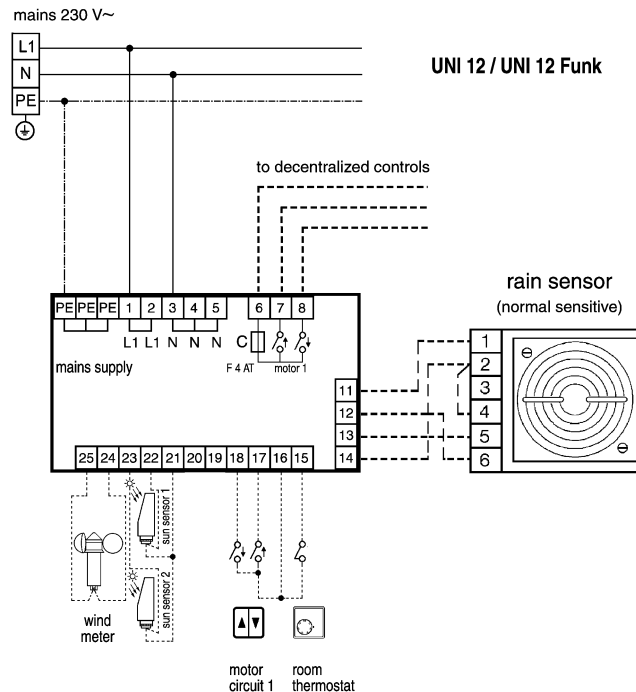 mains 230 V~
L1
N
PE
UNI 12 / UNI 12 Funk
to decentralized controls
rain sensor
(normal sensitive)
PE PE PE 1 2 3 4 5 6 7 8
L1 L1 N N N C
F 4 AT motor 1
mains supply
11
12
13
14
1
2
3
4
5
6
25 24 23 22 21 20 19 18 17 16 15
sun sensor 1
sun sensor 2
wind
meter
motor
circuit 1
room
thermostat